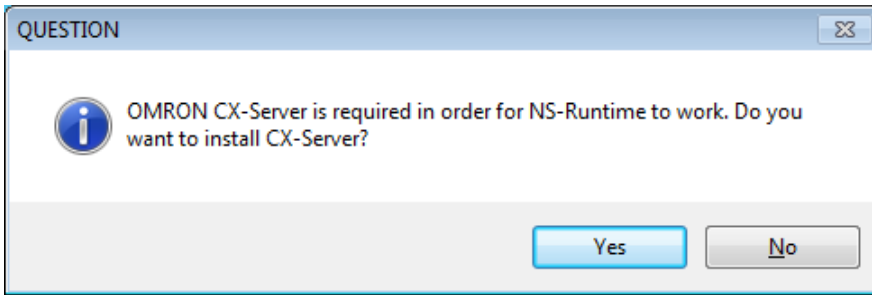 QUESTION
OMRON CX-Server is required in order for NS-Runtime to work. Do you
want to install CX-Server?
Yes
No